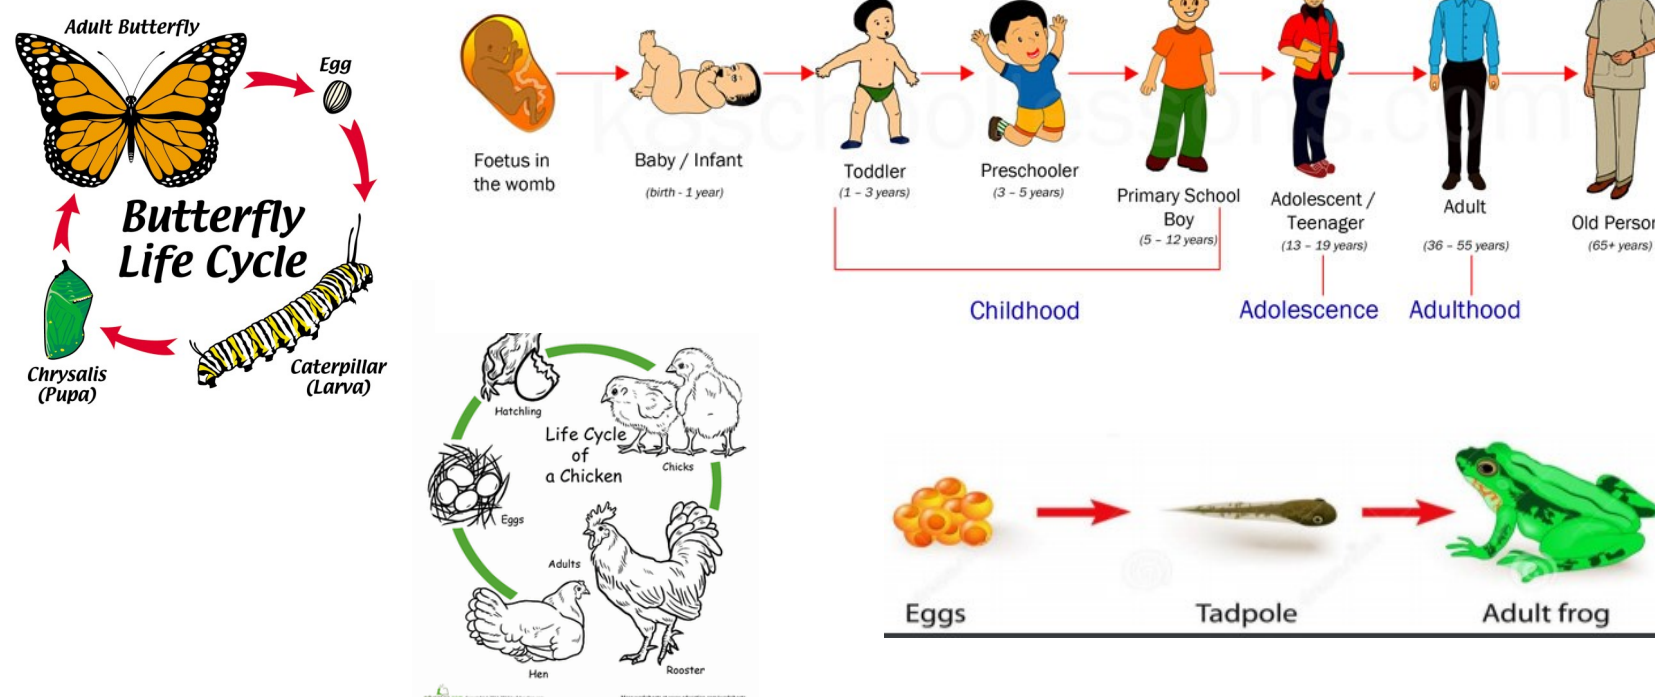 Adult Butterfly
Egg
Butterfly
Life Cycle
Chrysalis
(Pupa)
Caterpillar
(Larva)
Foetus in
the womb
Baby / Infant
(birth - 1 year)
Toddler
(1 – 3 years)
Preschooler
(3 – 5 years)
Primary School
Boy
(5 – 12 years)
Adolescent /
Teenager
(13 – 19 years)
Adult
(36 – 55 years)
Old Person
(65+ years)
Childhood
Adolescence
Adulthood
Hatchling
Life Cycle
of
a Chicken
Chicks
Eggs
Adults
Hen
Rooster
Eggs
Tadpole
Adult frog